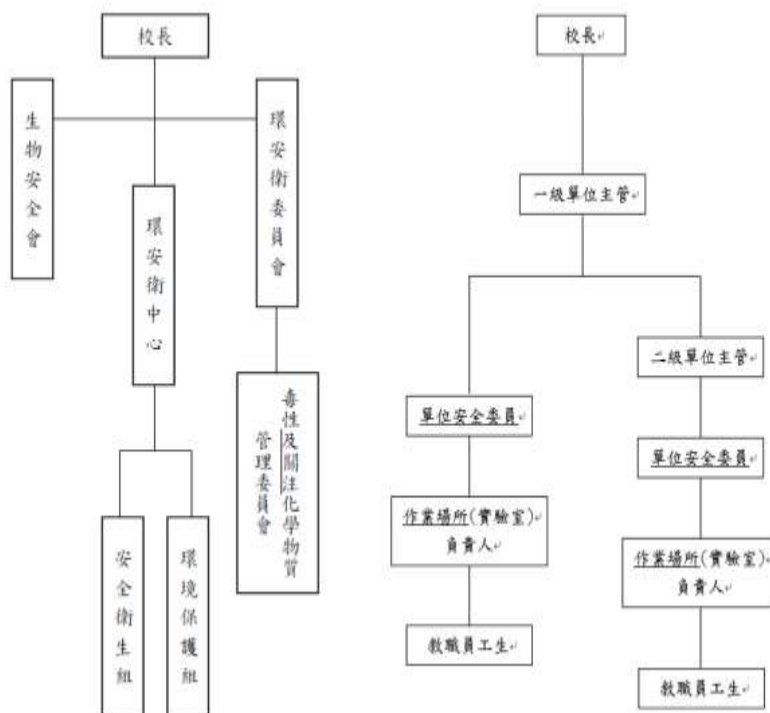 校長
生物安全會
環安衛中心
環安衛委員會
毒性及關注化學物質
管理委員會
安全衛生組
環境保護組
校長
一級單位主管
二級單位主管
單位安全委員
單位安全委員
作業場所(實驗室)
負責人
作業場所(實驗室)
負責人
教職員工生
教職員工生